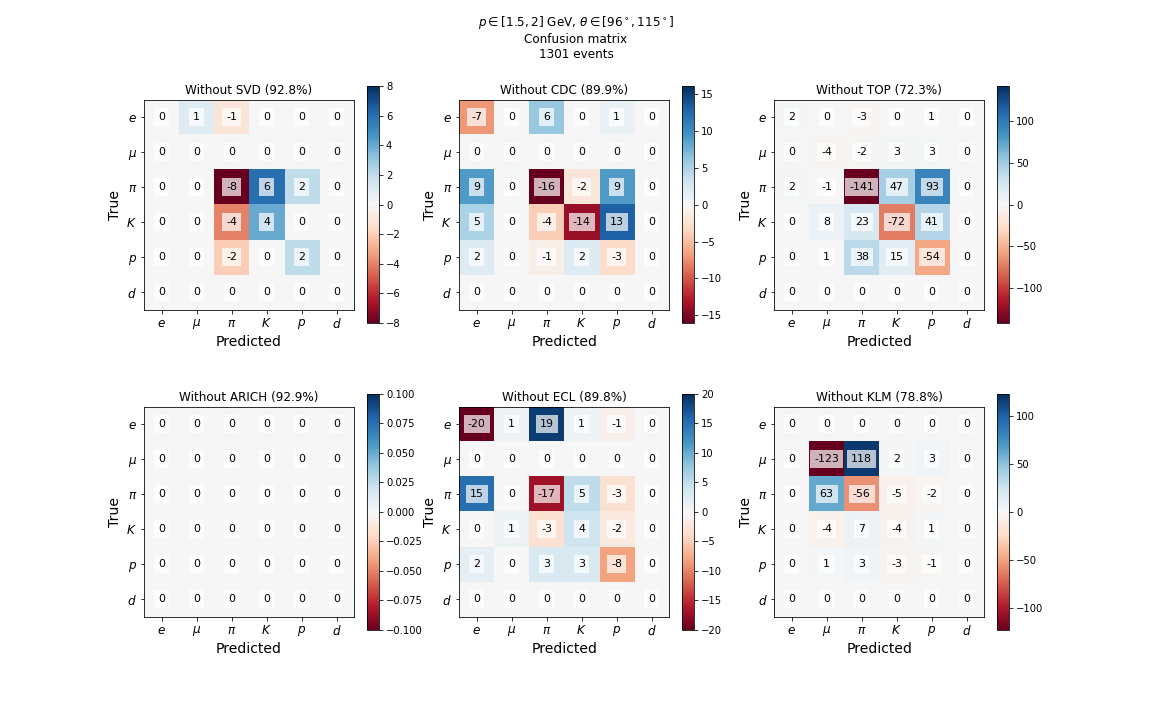 p ∈ [1.5, 2] GeV, θ ∈ [96°, 115°]
Confusion matrix
1301 events
Without SVD (92.8%)
e 0 1 -1 0 0 0
μ 0 0 0 0 0 0
π 0 0 -8 6 2 0
K 0 0 -4 4 0 0
p 0 0 -2 0 2 0
d 0 0 0 0 0 0
e μ π K p d
True
Predicted
8
6
4
2
0
−2
−4
−6
−8
Without CDC (89.9%)
e -7 0 6 0 1 0
μ 0 0 0 0 0 0
π 9 0 -16 -2 9 0
K 5 0 -4 -14 13 0
p 2 0 -1 2 -3 0
d 0 0 0 0 0 0
e μ π K p d
True
Predicted
15
10
5
0
−5
−10
−15
Without TOP (72.3%)
e 2 0 -3 0 1 0
μ 0 -4 -2 3 3 0
π 2 -1 -141 47 93 0
K 0 8 23 -72 41 0
p 0 1 38 15 -54 0
d 0 0 0 0 0 0
e μ π K p d
True
Predicted
100
50
0
−50
−100
Without ARICH (92.9%)
e 0 0 0 0 0 0
μ 0 0 0 0 0 0
π 0 0 0 0 0 0
K 0 0 0 0 0 0
p 0 0 0 0 0 0
d 0 0 0 0 0 0
e μ π K p d
True
Predicted
0.100
0.075
0.050
0.025
0.000
−0.025
−0.050
−0.075
−0.100
Without ECL (89.8%)
e -20 1 19 1 -1 0
μ 0 0 0 0 0 0
π 15 0 -17 5 -3 0
K 0 1 -3 4 -2 0
p 2 0 3 3 -8 0
d 0 0 0 0 0 0
e μ π K p d
True
Predicted
20
15
10
5
0
−5
−10
−15
−20
Without KLM (78.8%)
e 0 0 0 0 0 0
μ 0 -123 118 2 3 0
π 0 63 -56 -5 -2 0
K 0 -4 7 -4 1 0
p 0 1 3 -3 -1 0
d 0 0 0 0 0 0
e μ π K p d
True
Predicted
100
50
0
−50
−100